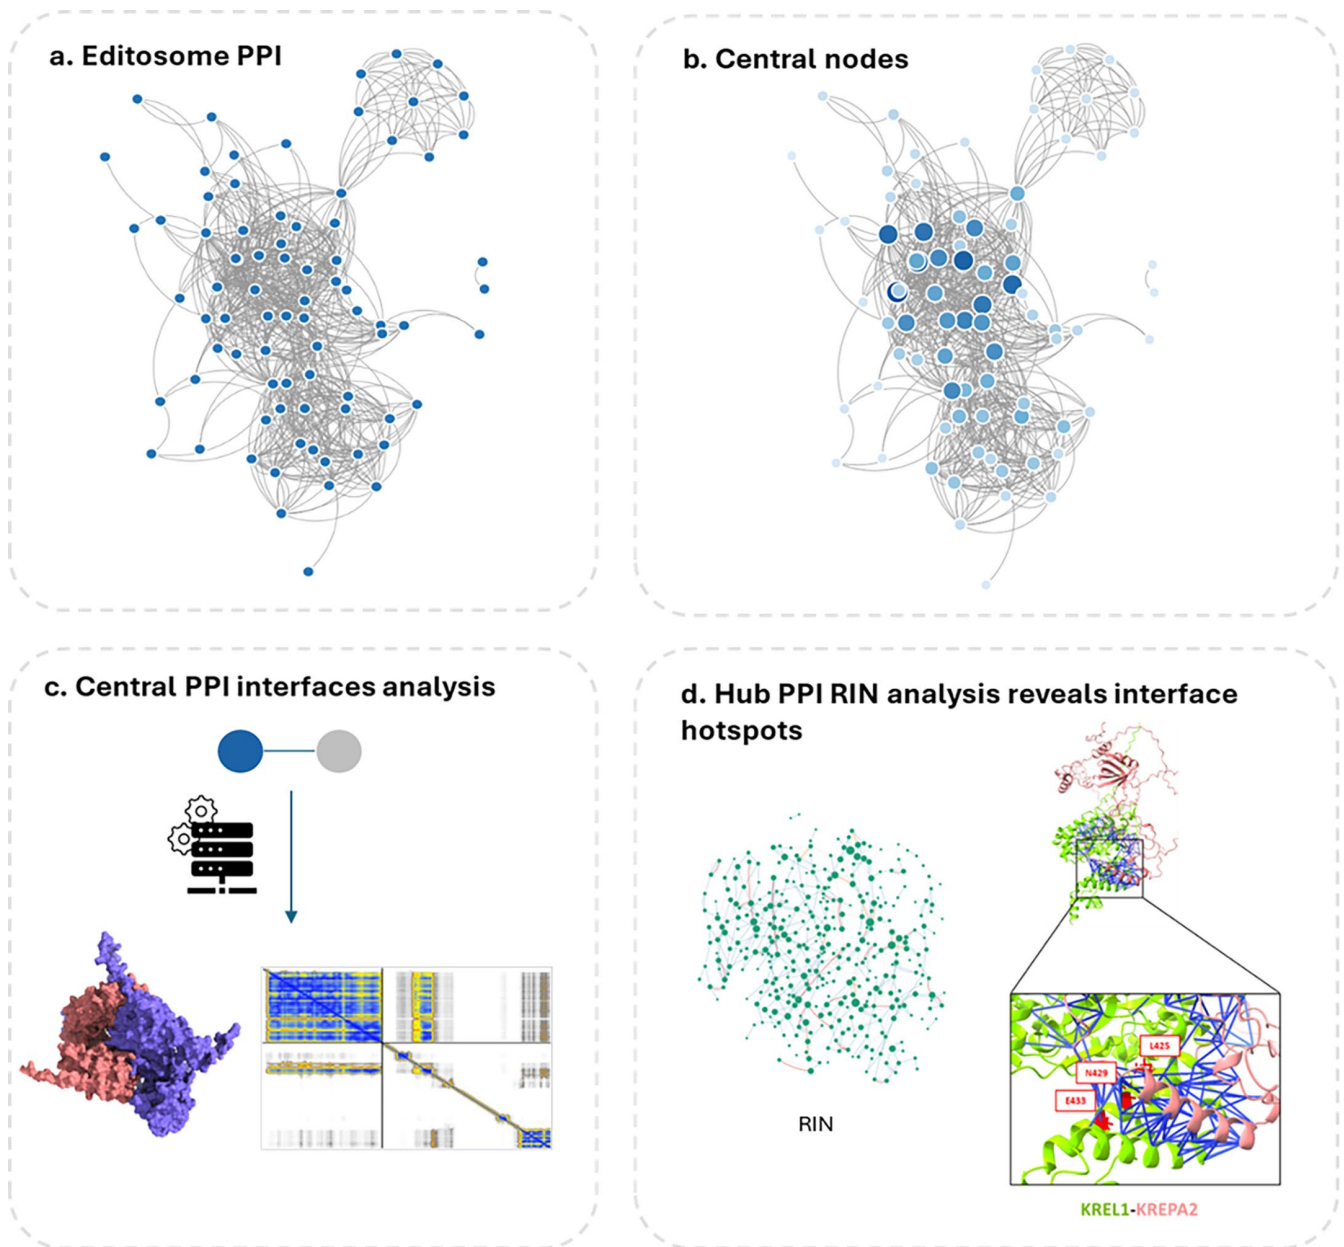 a. Editosome PPI
b. Central nodes
c. Central PPI interfaces analysis
d. Hub PPI RIN analysis reveals interface
hotspots
L425
N429
E433
RIN
KREL1-KREPA2